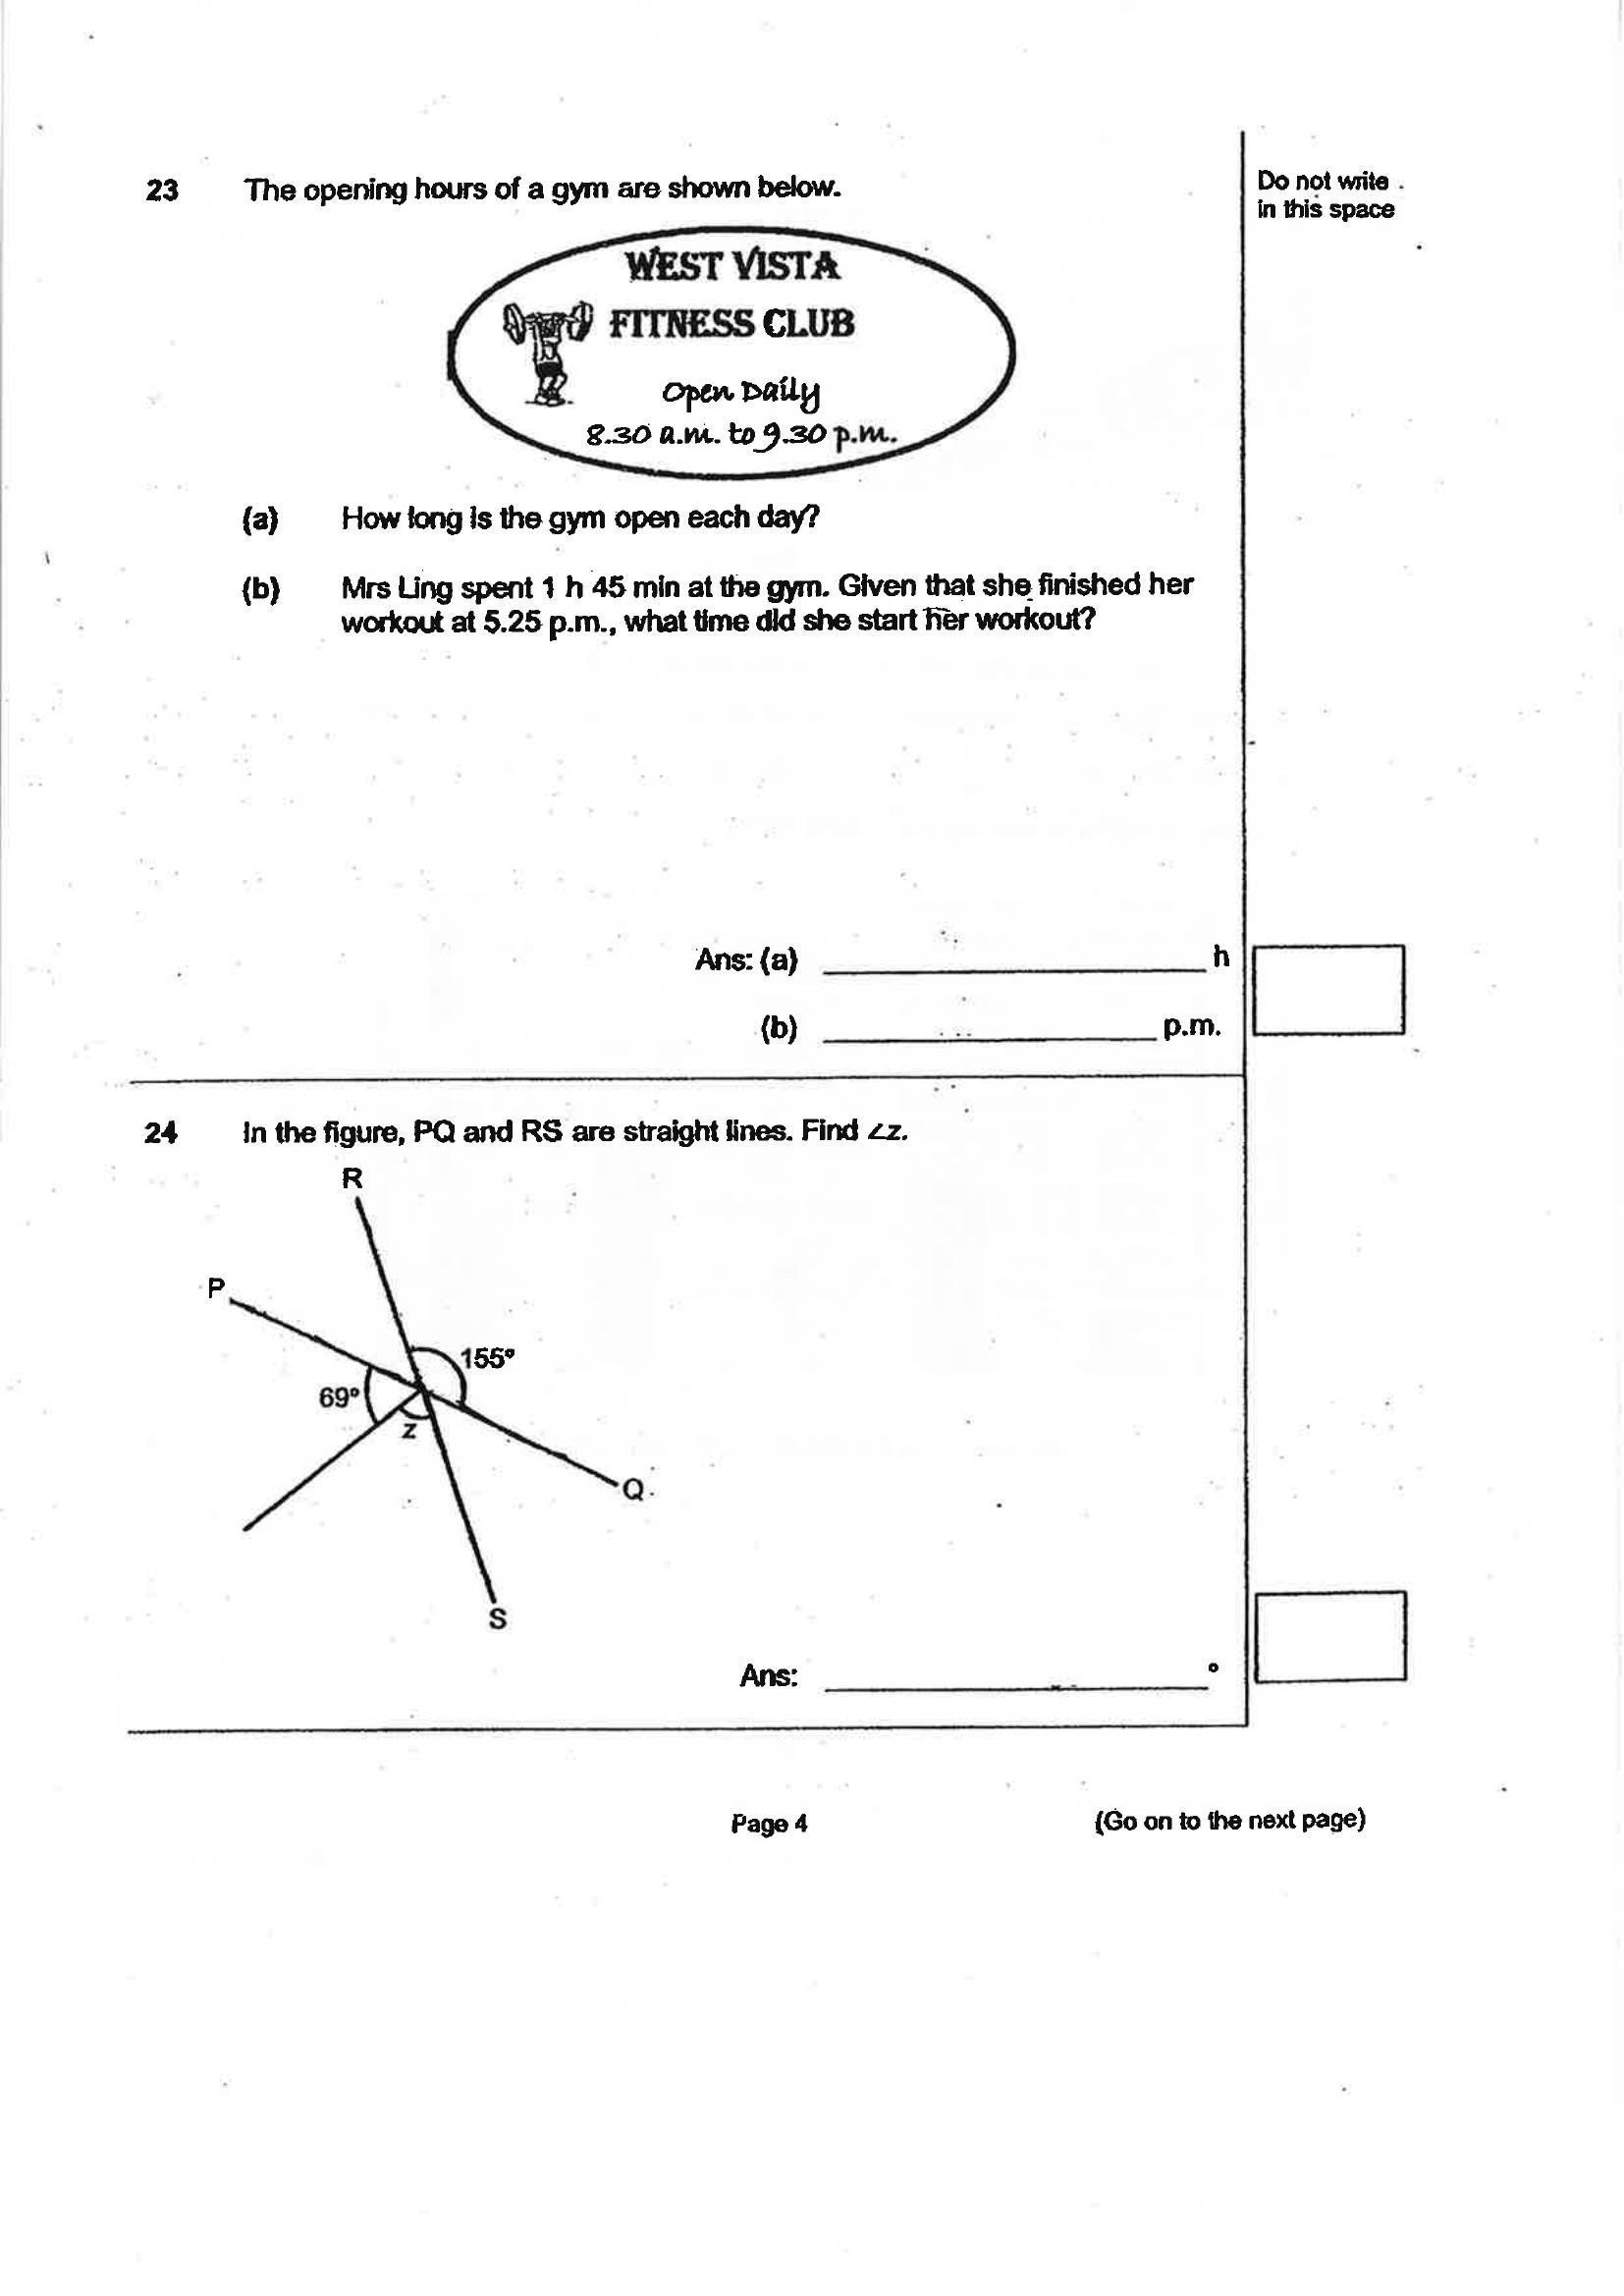 Do not write
in this space
23 The opening hours of a gym are shown below.
WEST VISTA
FITNESS CLUB
Open Daily
8.30 a.m. to 9.30 p.m.
(a) How long is the gym open each day?
(b) Mrs Ling spent 1 h 45 min at the gym. Given that she finished her
workout at 5.25 p.m., what time did she start her workout?
Ans: (a) h
(b) p.m.
24 In the figure, PQ and RS are straight lines. Find ∠z.
R
P
155°
69°
z
Q
S
Ans: °
Page 4 (Go on to the next page)